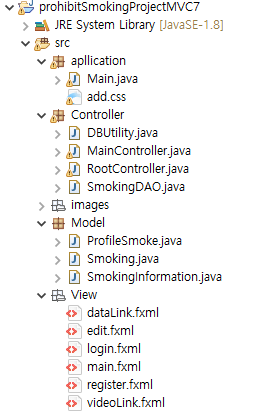 prohibitSmokingProjectMVC7
JRE System Library [JavaSE-1.8]
src
apllication
Main.java
add.css
Controller
DBUtility.java
MainController.java
RootController.java
SmokingDAO.java
images
Model
ProfileSmoke.java
Smoking.java
SmokingInformation.java
View
dataLink.fxml
edit.fxml
login.fxml
main.fxml
register.fxml
videoLink.fxml